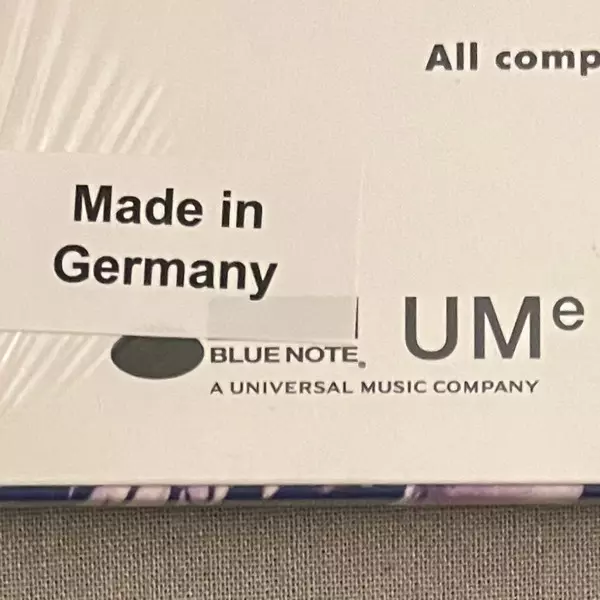 All comp
Made in
Germany
UMe
BLUE NOTE®
A UNIVERSAL MUSIC COMPANY